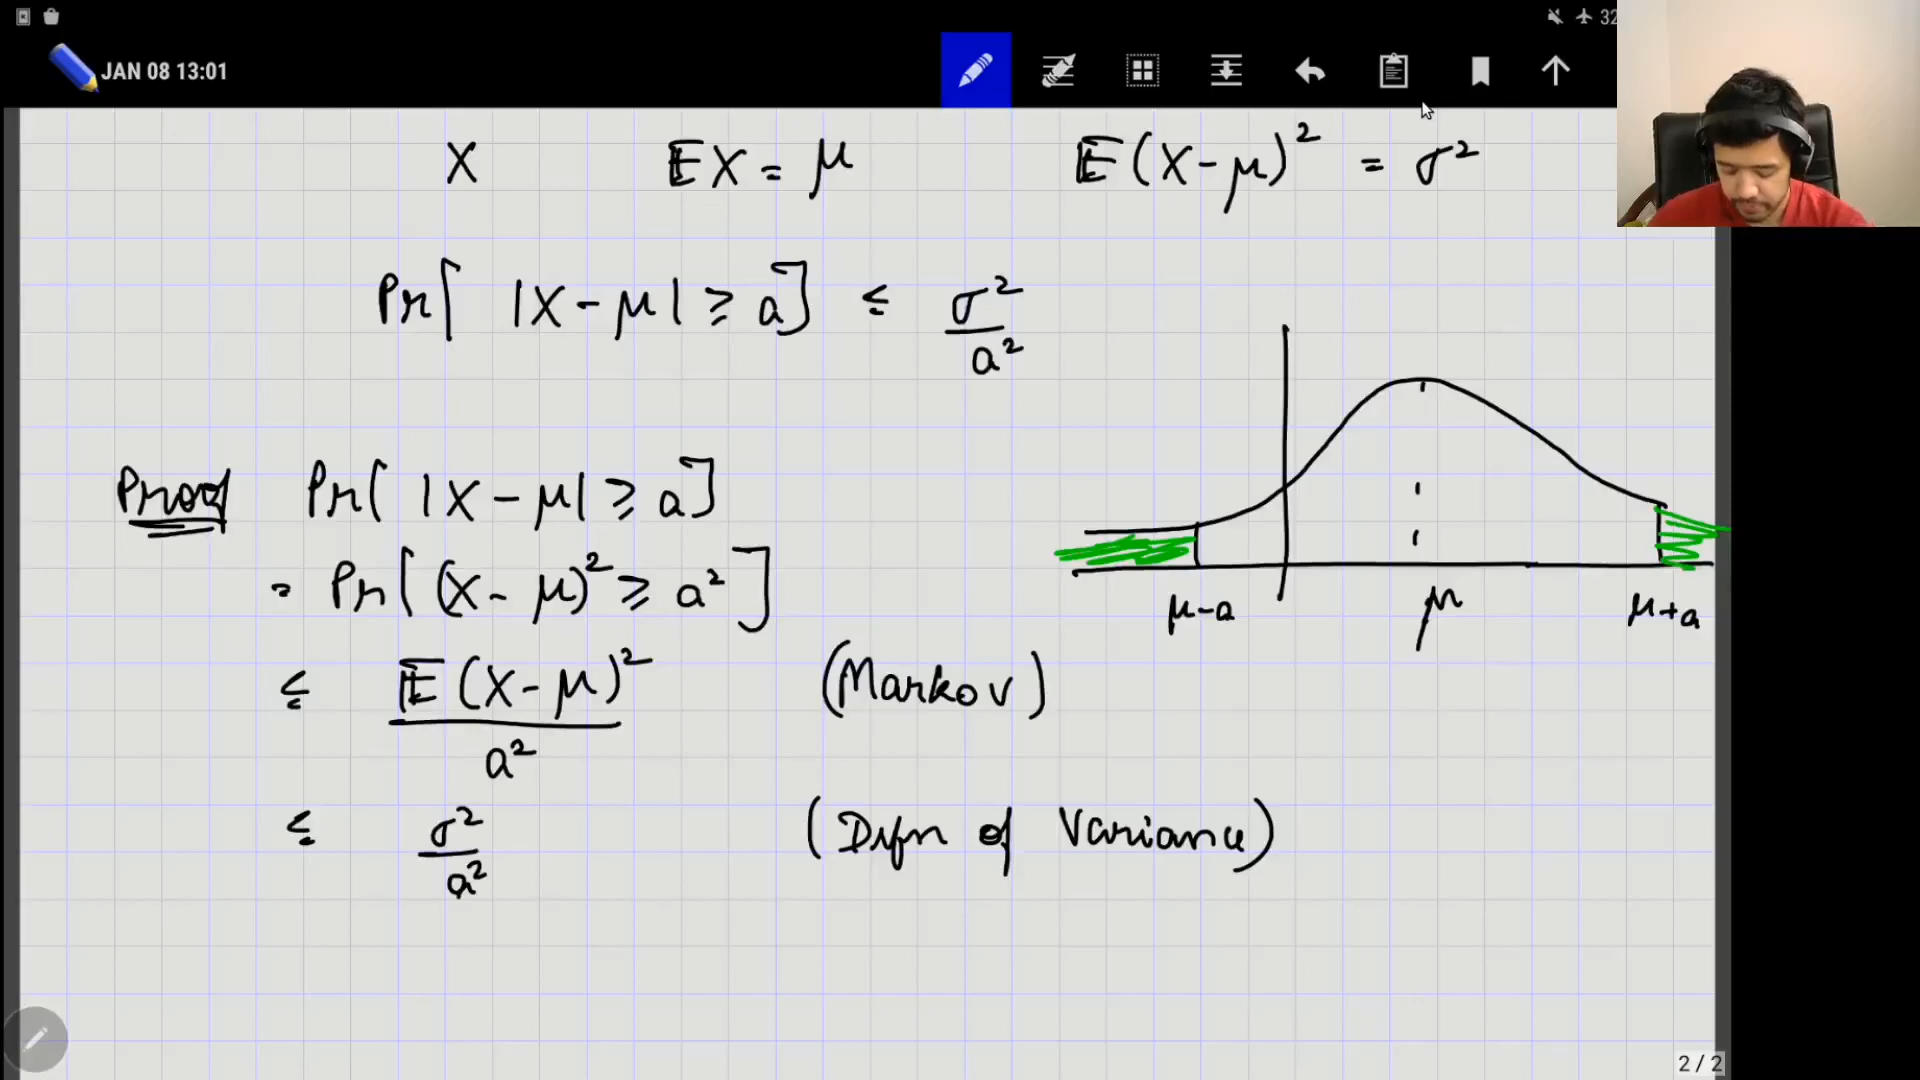 32
JAN 08 13:01
X    𝔼X = μ    𝔼(X-μ)² = σ²
Pr[ |X-μ| ≥ a] ≤ σ²/a²
Proof Pr[ |X-μ| ≥ a]
= Pr[(X-μ)² ≥ a²]
μ-a    μ    μ+a
≤ 𝔼(X-μ)²/a² (Markov)
≤ σ²/a² (Defn of Variance)
2/2